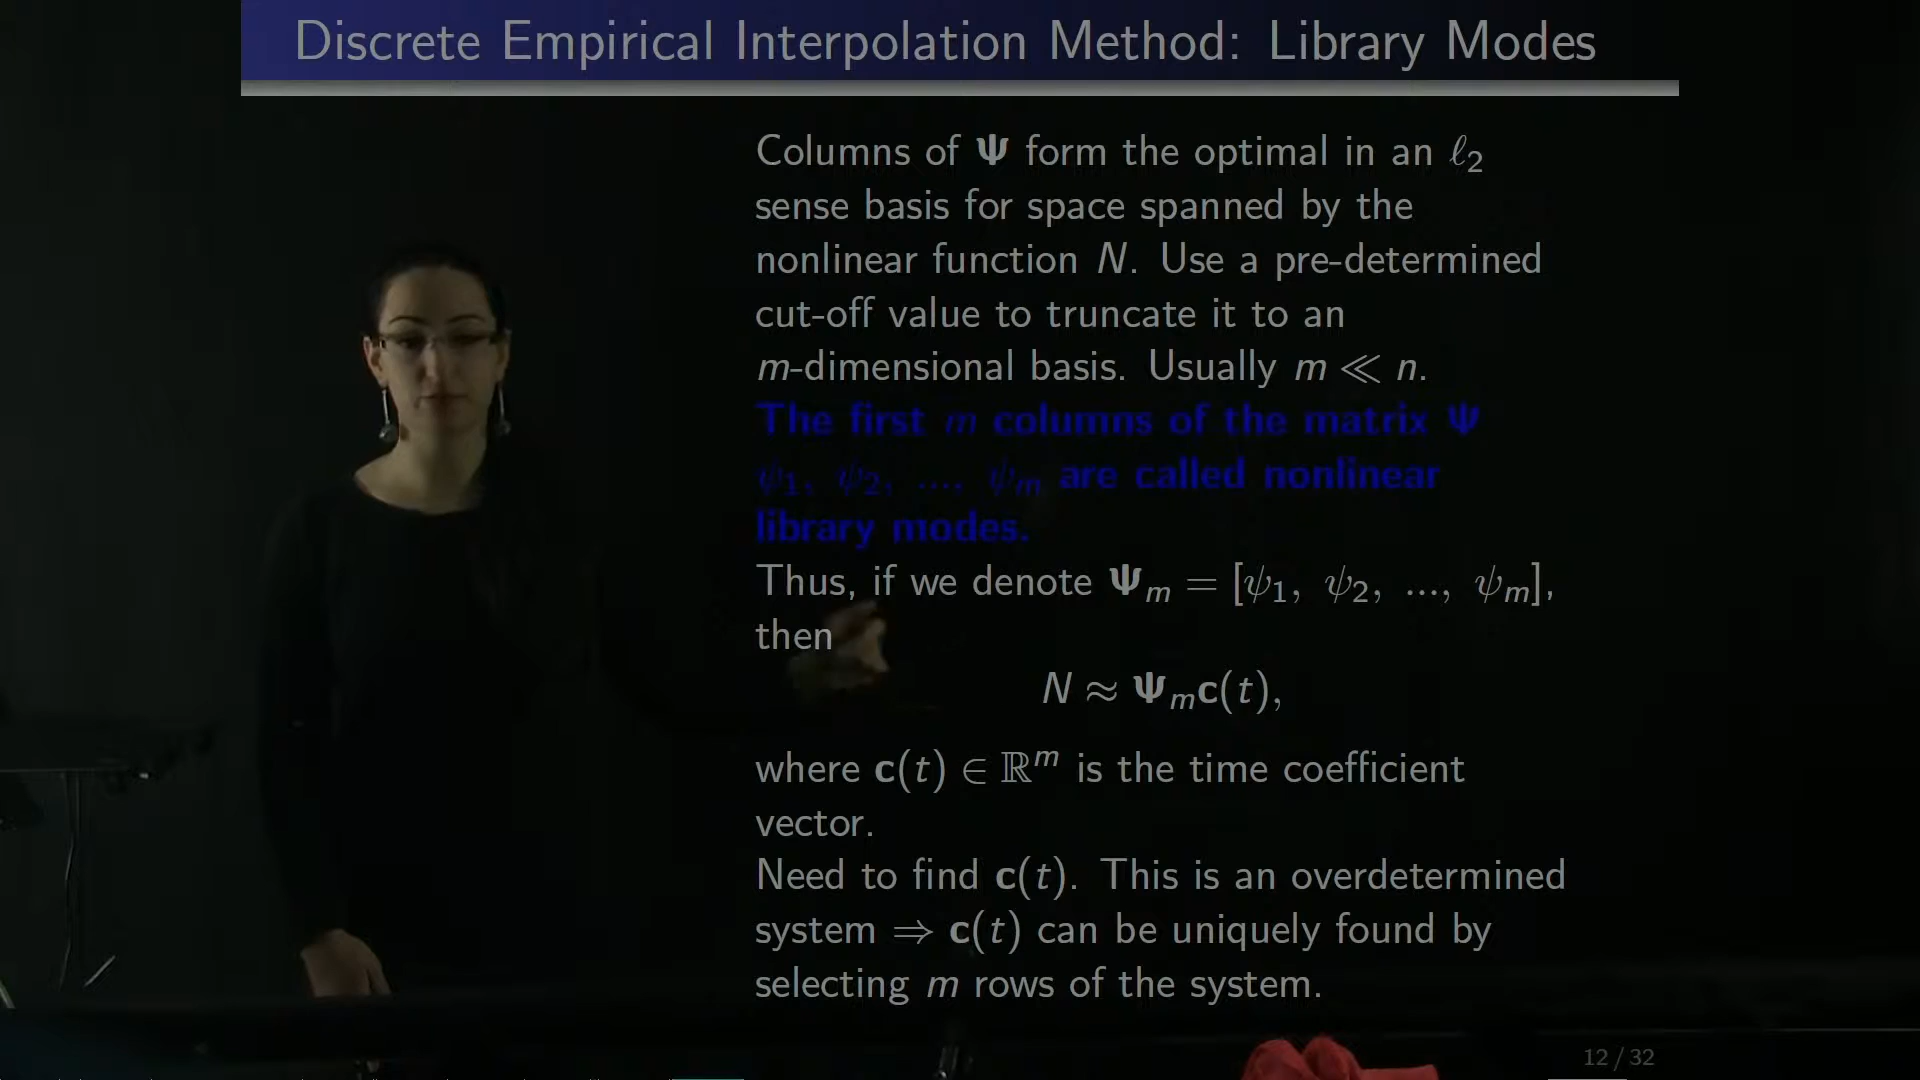 Discrete Empirical Interpolation Method: Library Modes
Columns of Ψ form the optimal in an ℓ₂
sense basis for space spanned by the
nonlinear function N. Use a pre-determined
cut-off value to truncate it to an
m-dimensional basis. Usually m ≪ n.
The first m columns of the matrix Ψ
ψ₁, ψ₂, ..., ψₘ are called nonlinear
library modes.
Thus, if we denote Ψₘ = [ψ₁, ψ₂, ..., ψₘ],
then
N ≈ Ψₘc(t),
where c(t) ∈ ℝᵐ is the time coefficient
vector.
Need to find c(t). This is an overdetermined
system ⇒ c(t) can be uniquely found by
selecting m rows of the system.
12 / 32